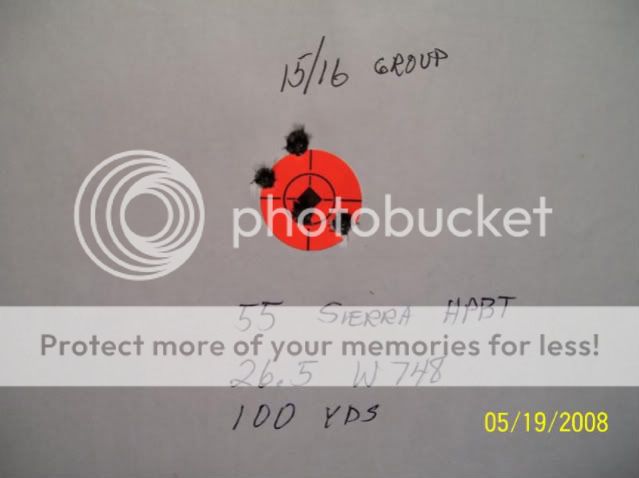 15/16 GROUP
photobucket
55 SIERRA HPBT
Protect more of your memories for less!
26.5 W 748
100 YDS
05/19/2008